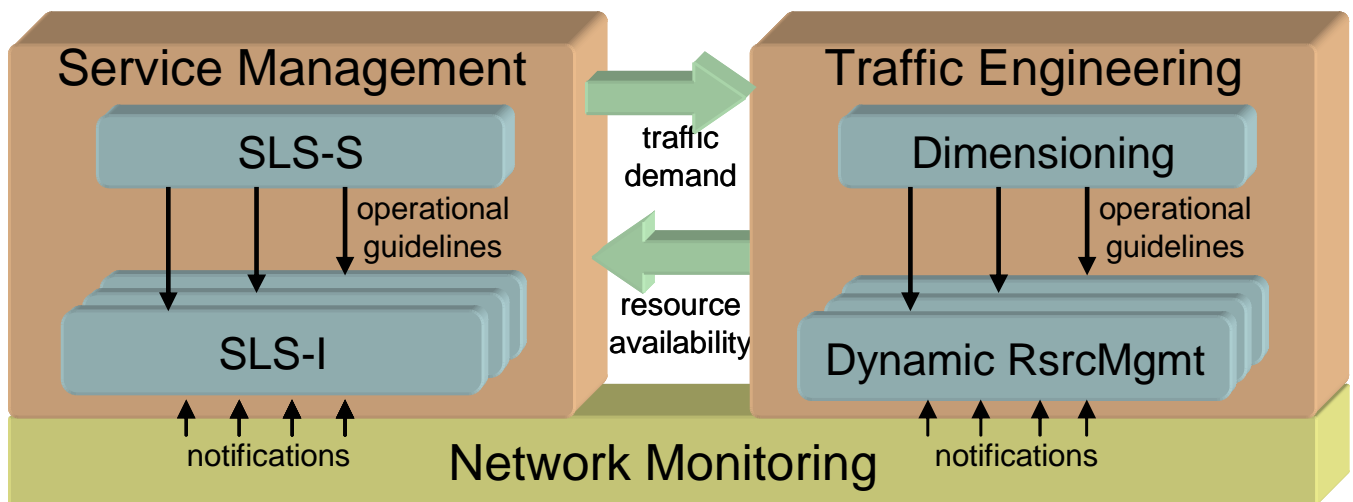 Service Management
SLS-S
operational
guidelines
SLS-I
notifications
traffic
demand
resource
availability
Traffic Engineering
Dimensioning
operational
guidelines
Dynamic RsrcMgmt
notifications
Network Monitoring